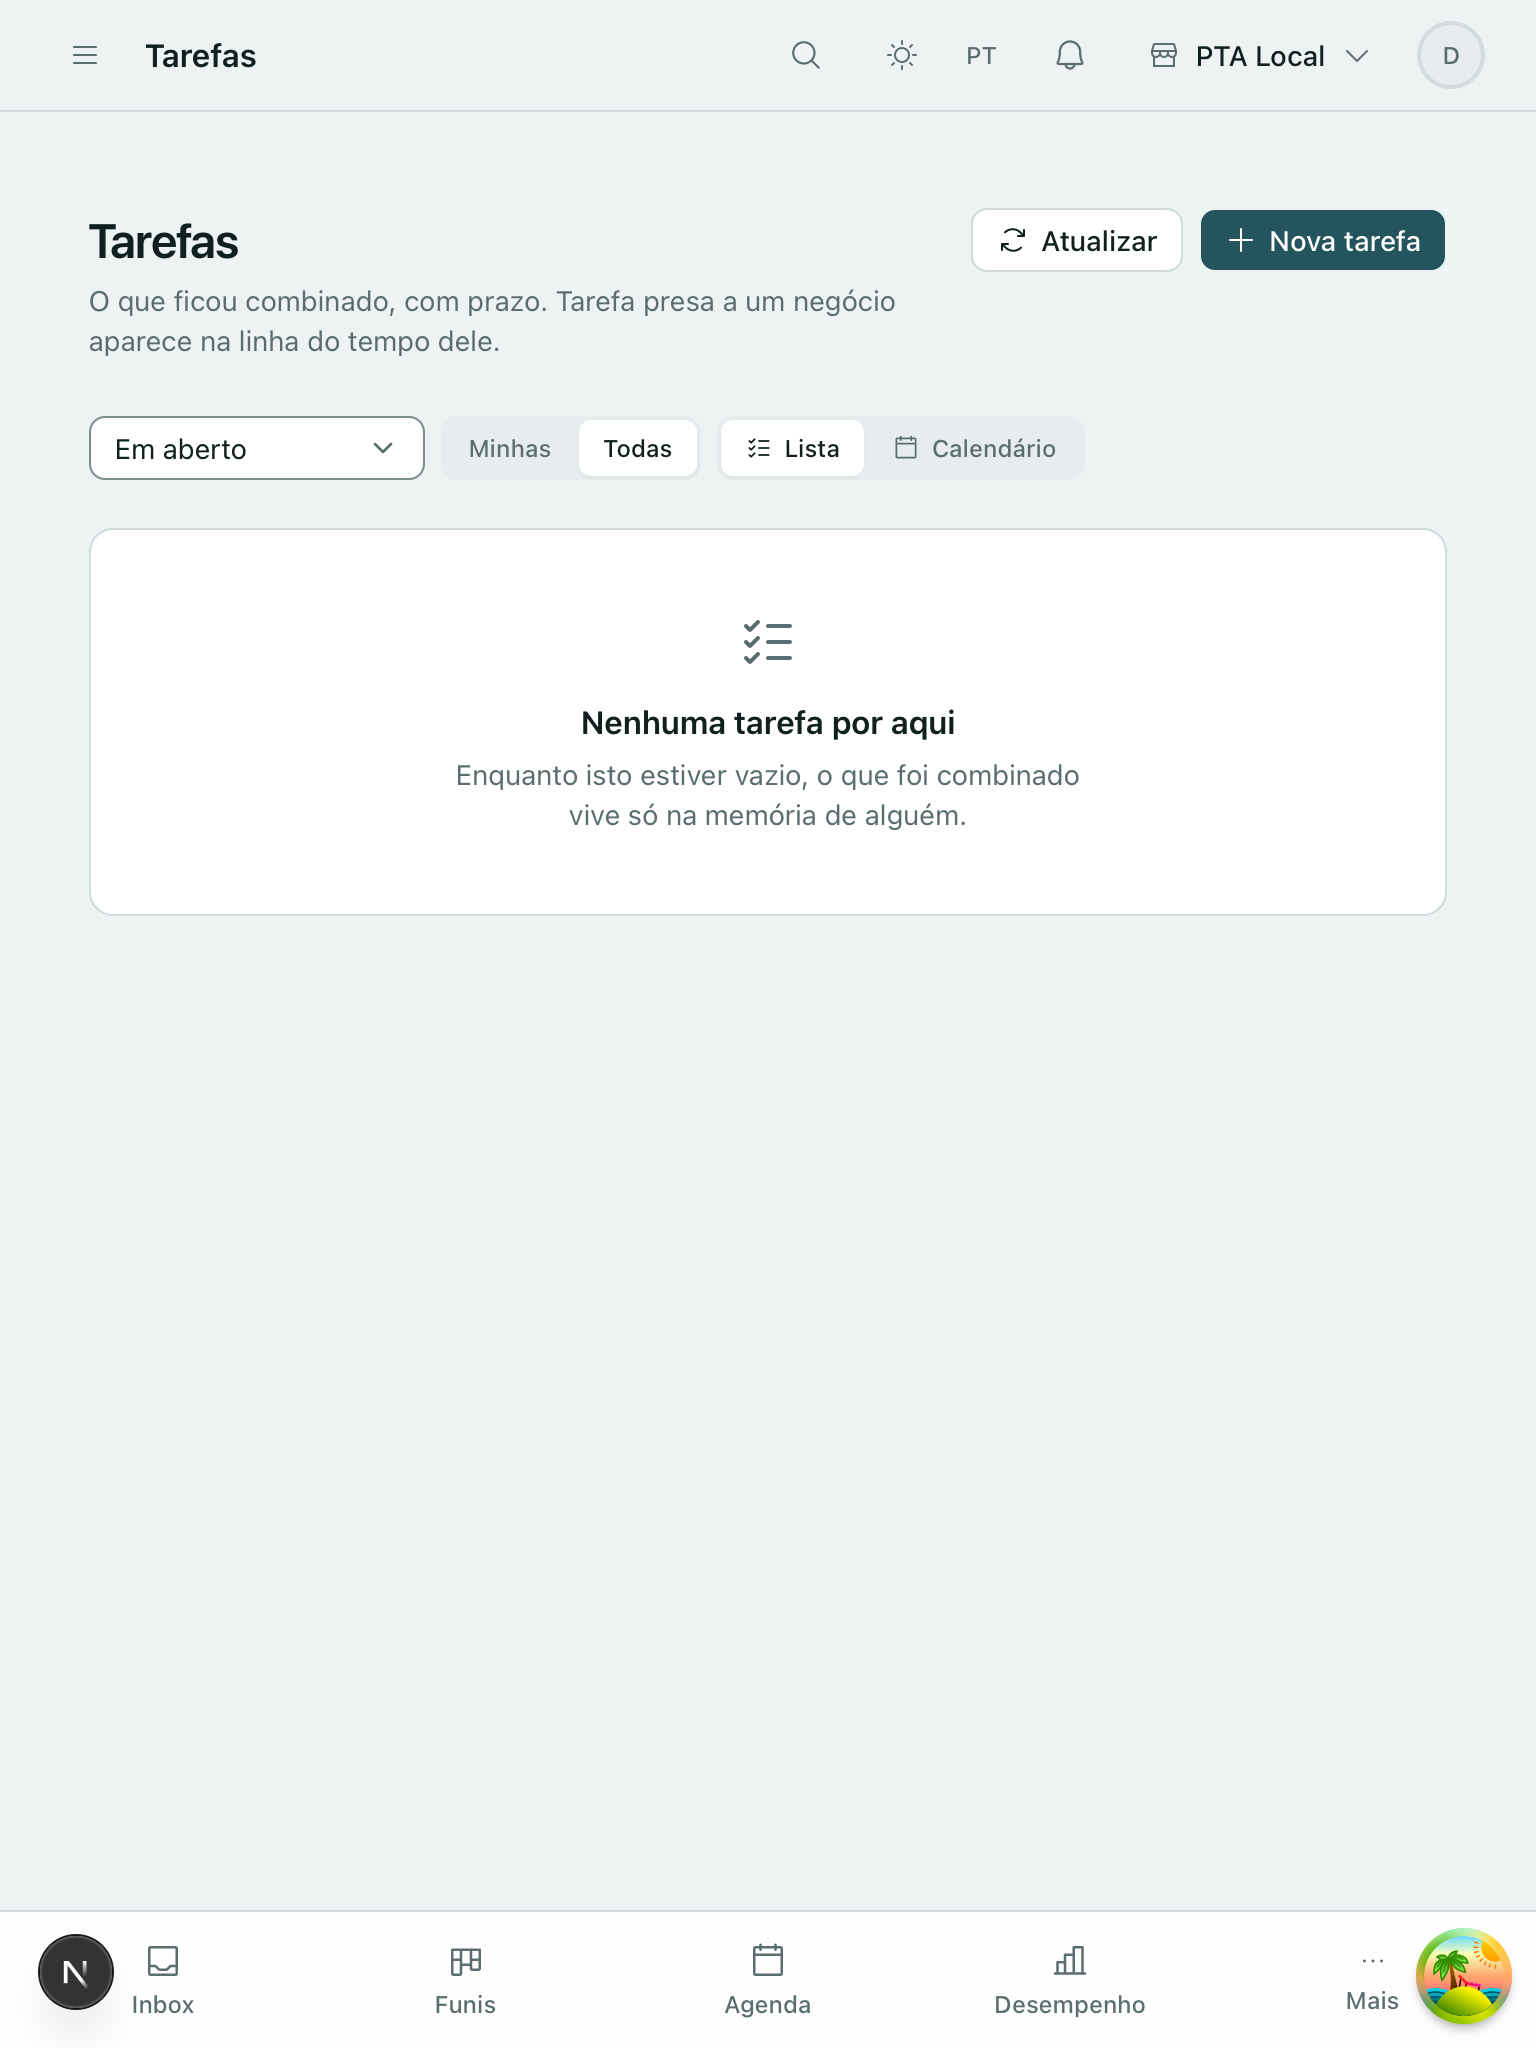 Tarefas
PT
PTA Local
D
Tarefas
Atualizar
Nova tarefa
O que ficou combinado, com prazo. Tarefa presa a um negócio
aparece na linha do tempo dele.
Em aberto
Minhas
Todas
Lista
Calendário
Nenhuma tarefa por aqui
Enquanto isto estiver vazio, o que foi combinado
vive só na memória de alguém.
N
Inbox
Funis
Agenda
Desempenho
Mais